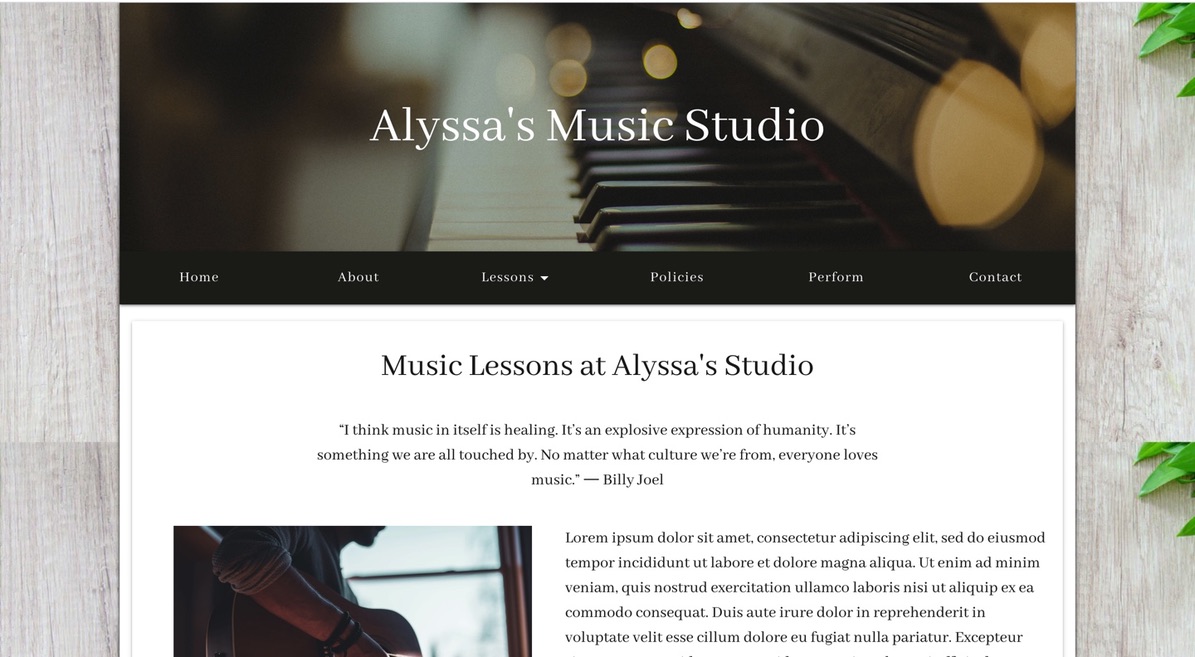 Alyssa's Music Studio
Home About Lessons Policies Perform Contact
Music Lessons at Alyssa's Studio
“I think music in itself is healing. It’s an explosive expression of humanity. It’s
something we are all touched by. No matter what culture we’re from, everyone loves
music.” — Billy Joel
Lorem ipsum dolor sit amet, consectetur adipiscing elit, sed do eiusmod
tempor incididunt ut labore et dolore magna aliqua. Ut enim ad minim
veniam, quis nostrud exercitation ullamco laboris nisi ut aliquip ex ea
commodo consequat. Duis aute irure dolor in reprehenderit in
voluptate velit esse cillum dolore eu fugiat nulla pariatur. Excepteur